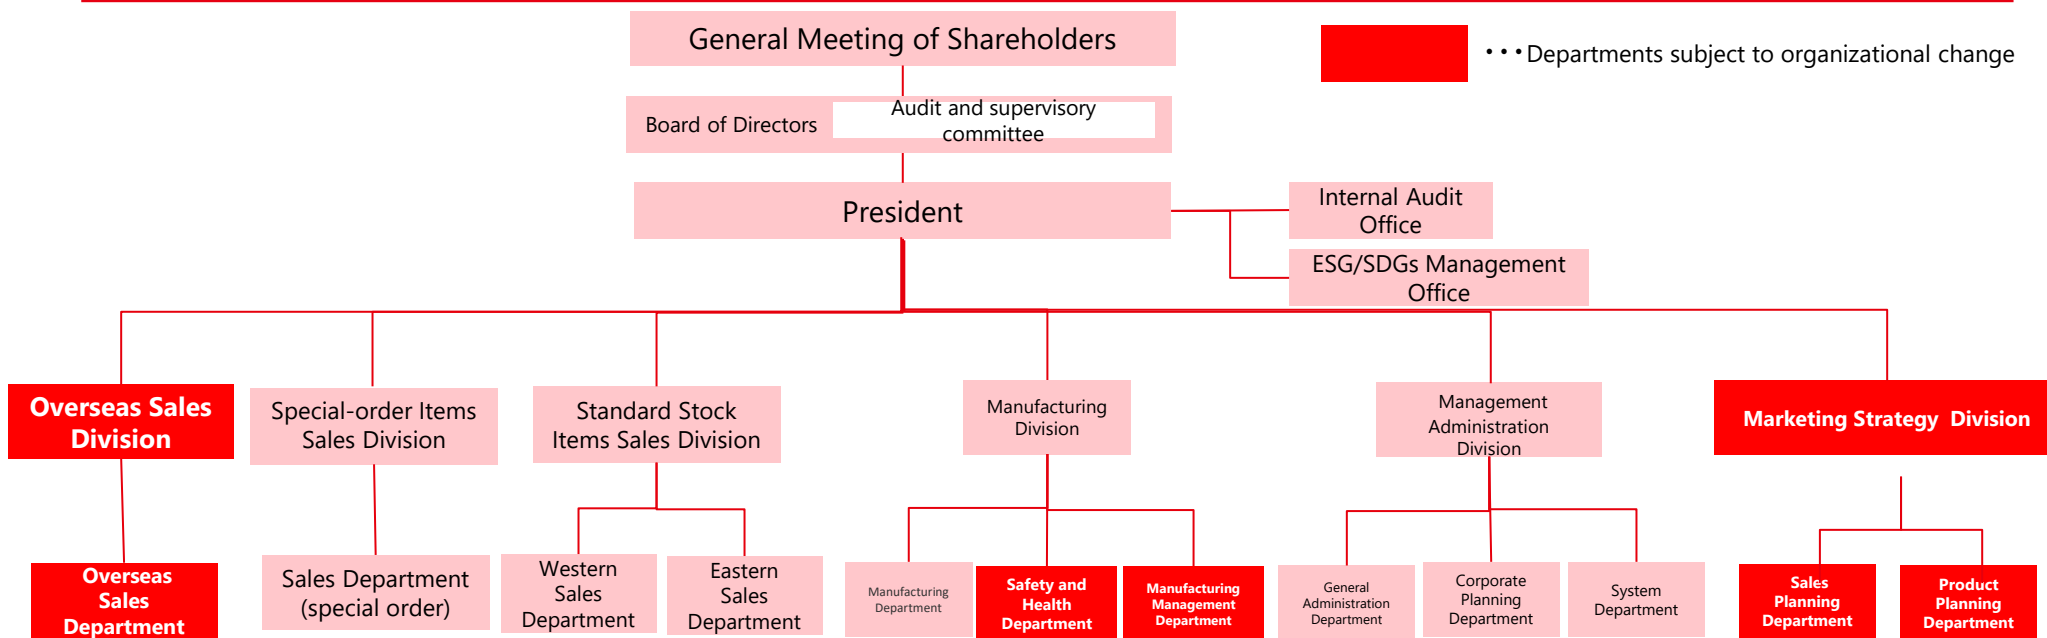 General Meeting of Shareholders
・・・Departments subject to organizational change
Board of Directors
Audit and supervisory
committee
President
Internal Audit
Office
ESG/SDGs Management
Office
Overseas Sales
Division
Special-order Items
Sales Division
Standard Stock
Items Sales Division
Manufacturing
Division
Management
Administration
Division
Marketing Strategy Division
Overseas
Sales
Department
Sales Department
(special order)
Western
Sales
Department
Eastern
Sales
Department
Manufacturing
Department
Safety and
Health
Department
Manufacturing
Management
Department
General
Administration
Department
Corporate
Planning
Department
System
Department
Sales
Planning
Department
Product
Planning
Department